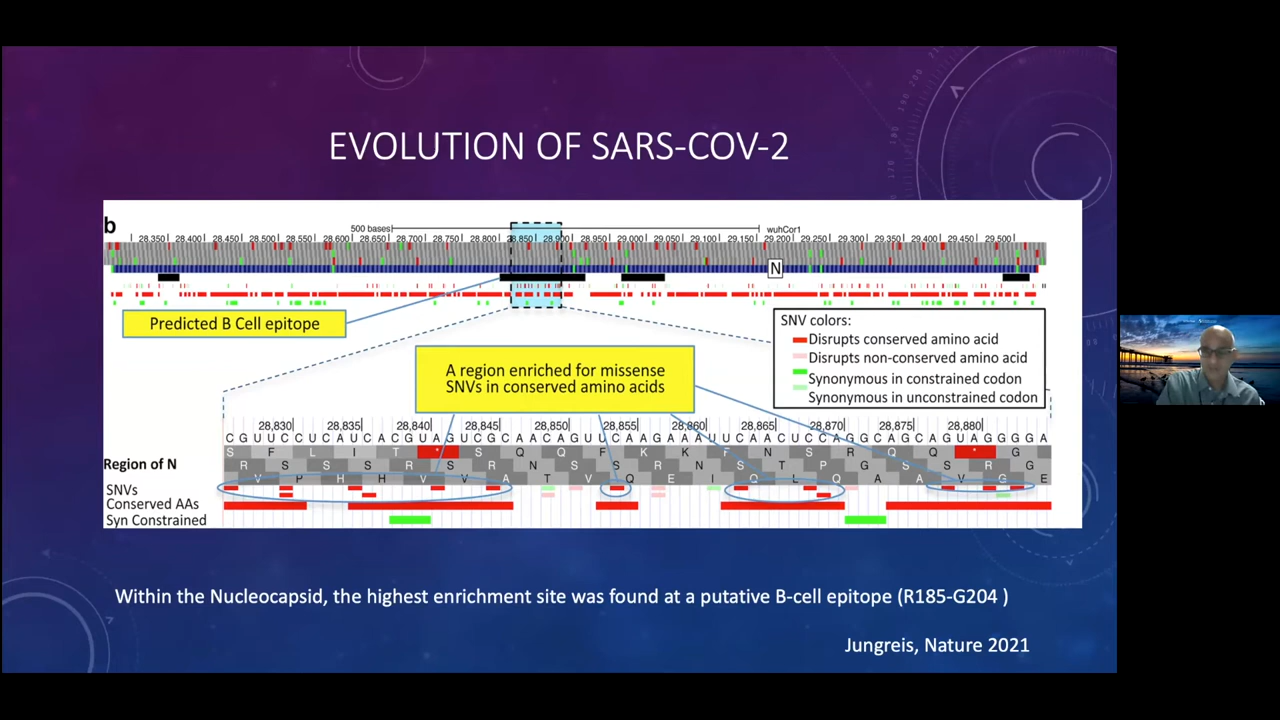 EVOLUTION OF SARS-COV-2
b
500 bases
wuhCor1
28,350 28,400 28,450 28,500 28,550 28,600 28,650 28,700 28,750 28,800 28,850 28,900 28,950 29,000 29,050 29,100 29,150 29,200 29,250 29,300 29,350 29,400 29,450 29,500
N
Predicted B Cell epitope
A region enriched for missense
SNVs in conserved amino acids
SNV colors:
Disrupts conserved amino acid
Disrupts non-conserved amino acid
Synonymous in constrained codon
Synonymous in unconstrained codon
28,830 28,835 28,840 28,845 28,850 28,855 28,860 28,865 28,870 28,875 28,880
C G U U C C U C A U C A C G U A G U C G C A A C A G U U C A A G A A A U U C A A C U C C A G G C A G C A G U A G G G G A
S F L I T * S Q Q F K K F N S R Q Q * G
Region of N
R S S S R S R N S S R N S T P G S S R G
V P H H V V A T V Q E I Q L Q A A V G E
SNVs
Conserved AAs
Syn Constrained
Within the Nucleocapsid, the highest enrichment site was found at a putative B-cell epitope (R185-G204 )
Jungreis, Nature 2021